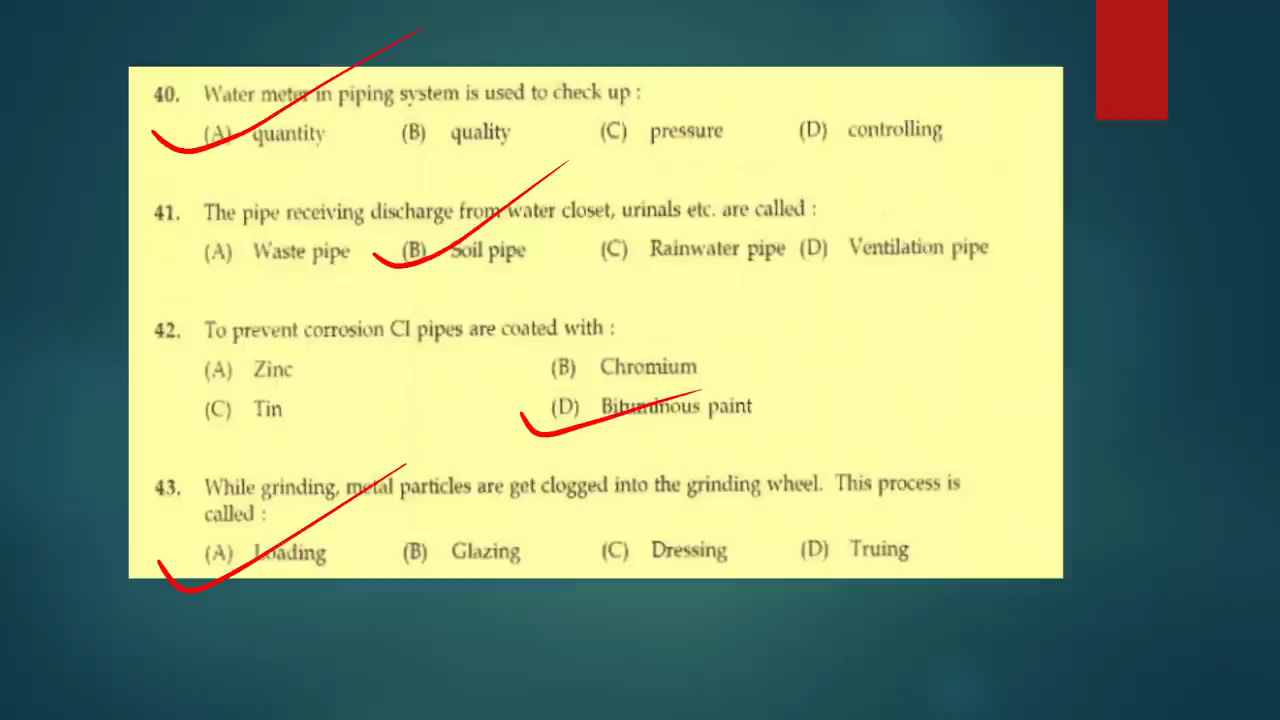 40. Water meter in piping system is used to check up :
(A) quantity (B) quality (C) pressure (D) controlling
41. The pipe receiving discharge from water closet, urinals etc. are called :
(A) Waste pipe (B) Soil pipe (C) Rainwater pipe (D) Ventilation pipe
42. To prevent corrosion CI pipes are coated with :
(A) Zinc (B) Chromium
(C) Tin (D) Bituminous paint
43. While grinding, metal particles are get clogged into the grinding wheel. This process is
called :
(A) Loading (B) Glazing (C) Dressing (D) Truing